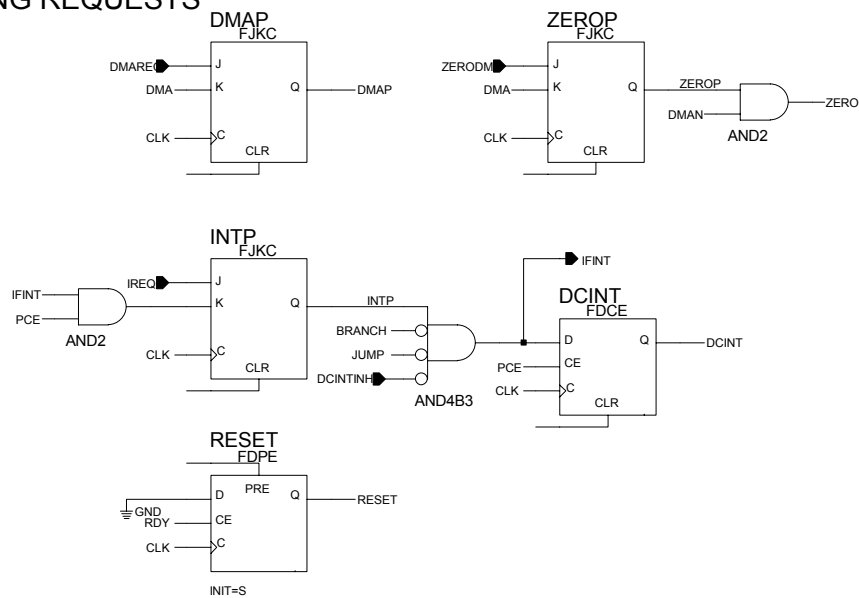 NG REQUESTS
DMAP
FJKC
DMAREQ
J
DMA
K
Q
DMAP
CLK
C
CLR
ZEROP
FJKC
ZERODM
J
DMA
K
Q
ZEROP
DMAN
ZERO
AND2
CLK
C
CLR
INTP
FJKC
IREQ
J
IFINT
K
Q
INTP
PCE
AND2
CLK
C
CLR
BRANCH
JUMP
DCINTINH
AND4B3
IFINT
DCINT
FDCE
D
Q
DCINT
PCE
CE
CLK
C
CLR
RESET
FDPE
D
PRE
Q
RESET
GND
RDY
CE
CLK
C
INIT=S